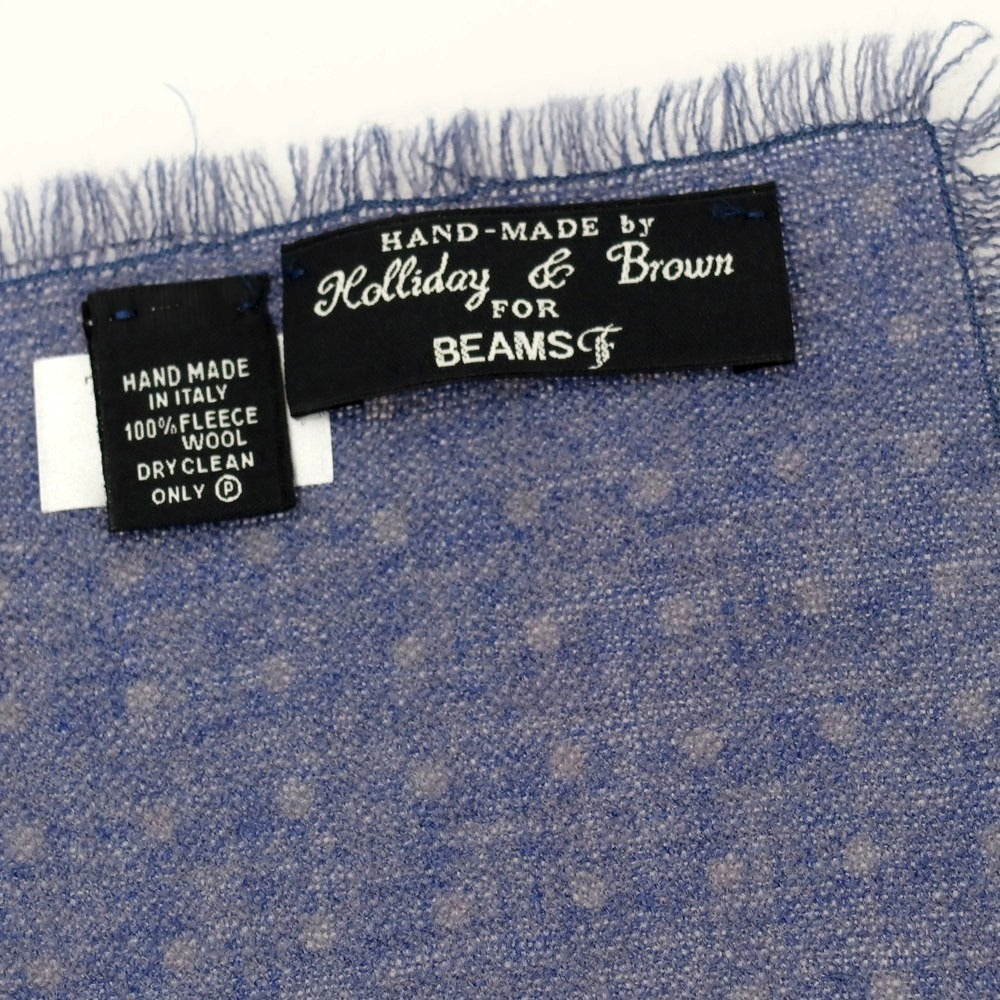 HAND-MADE by
Holliday & Brown
FOR
BEAMS F
HAND MADE
IN ITALY
100% FLEECE
WOOL
DRY CLEAN
ONLY Ⓟ